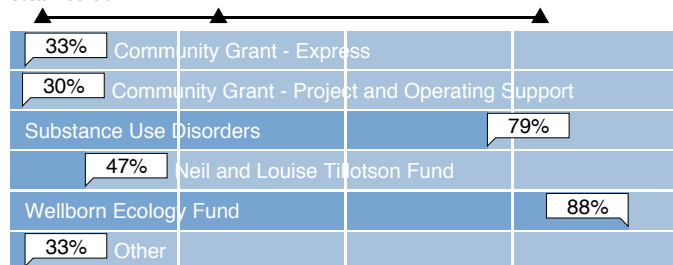 33% Community Grant - Express
30% Community Grant - Project and Operating Support
Substance Use Disorders 79%
47% Neil and Louise Tillotson Fund
Wellborn Ecology Fund 88%
33% Other